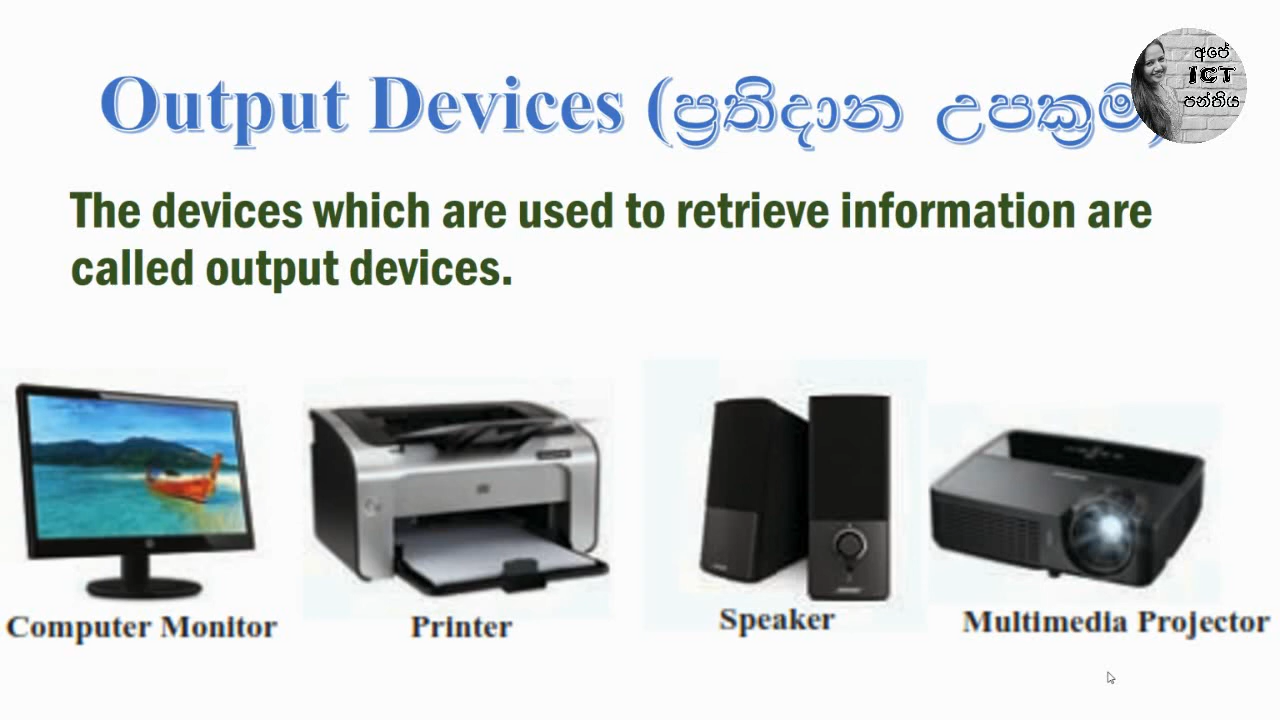 Output Devices (ප්‍රතිදාන උපක්‍රම)
අපේ
ICT
පන්තිය
The devices which are used to retrieve information are
called output devices.
Computer Monitor
Printer
Speaker
Multimedia Projector